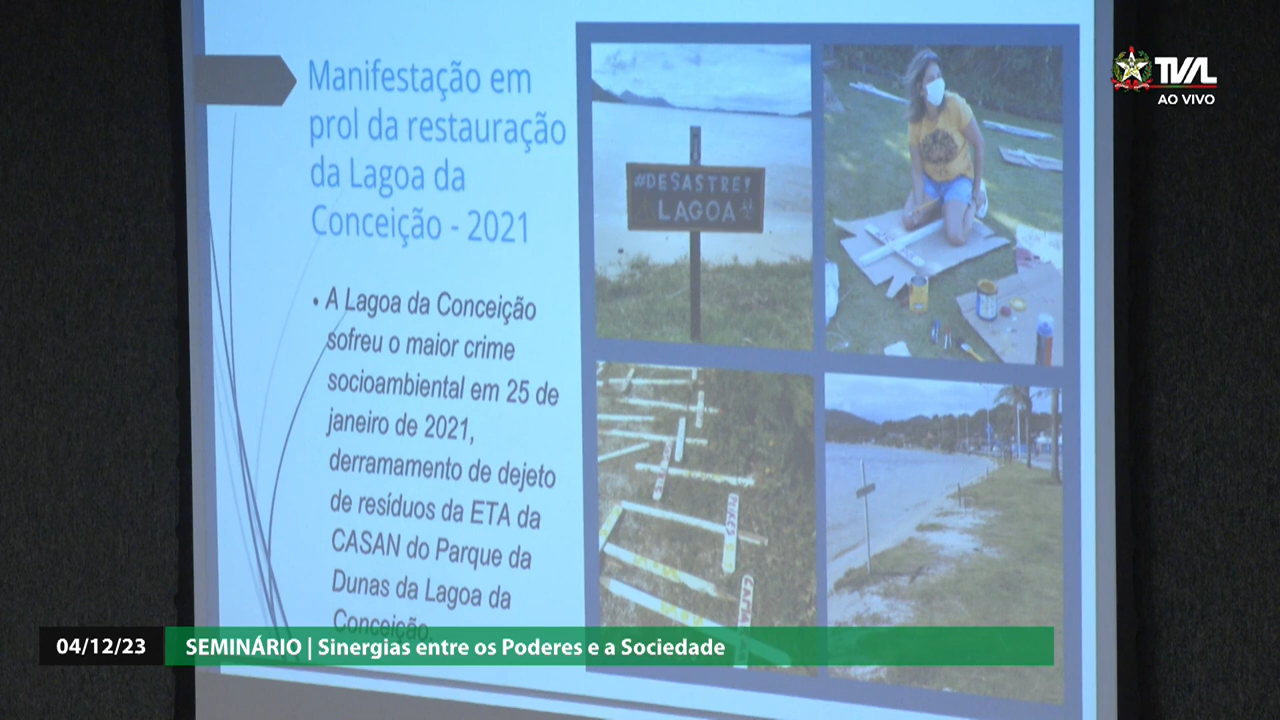 Manifestação em
prol da restauração
da Lagoa da
Conceição - 2021
• A Lagoa da Conceição
sofreu o maior crime
socioambiental em 25 de
janeiro de 2021,
derramamento de dejeto
de resíduos da ETA da
CASAN do Parque da
Dunas da Lagoa da
Conceição.
#DESASTRE!
LAGOA
PEIXES
TVAL
AO VIVO
04/12/23
SEMINÁRIO | Sinergias entre os Poderes e a Sociedade